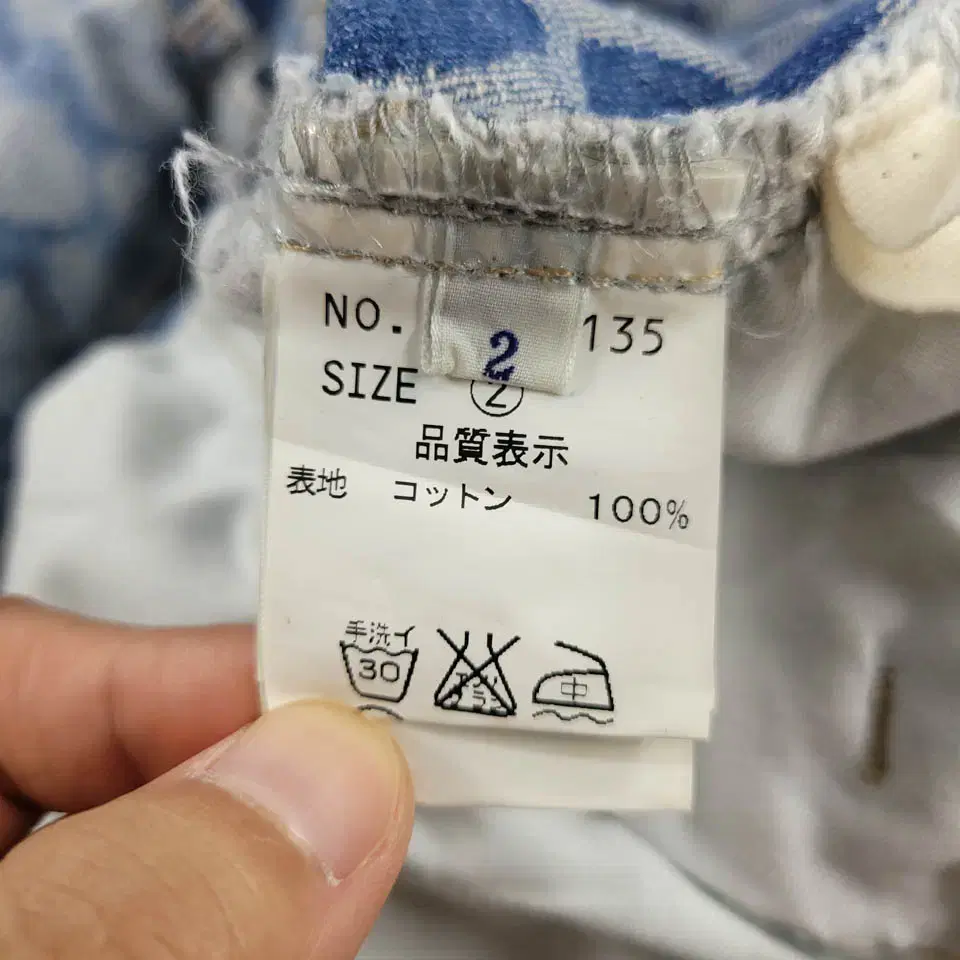 NO. 135
2
SIZE ②
品質表示
表地 コットン 100%
手洗イ
30
中